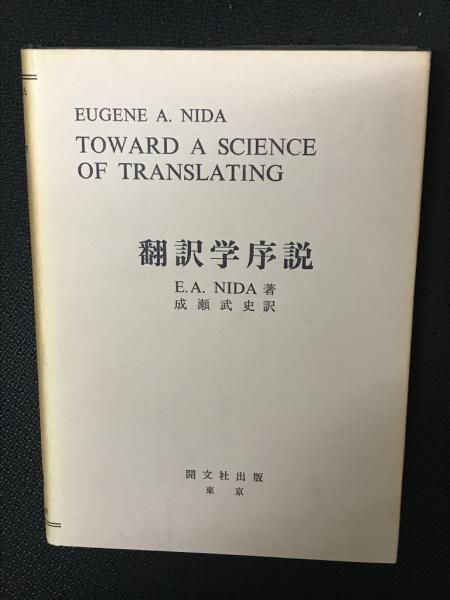 EUGENE A. NIDA
TOWARD A SCIENCE
OF TRANSLATING
翻訳学序説
E.A. NIDA 著
成瀬武史訳
開文社出版
東京